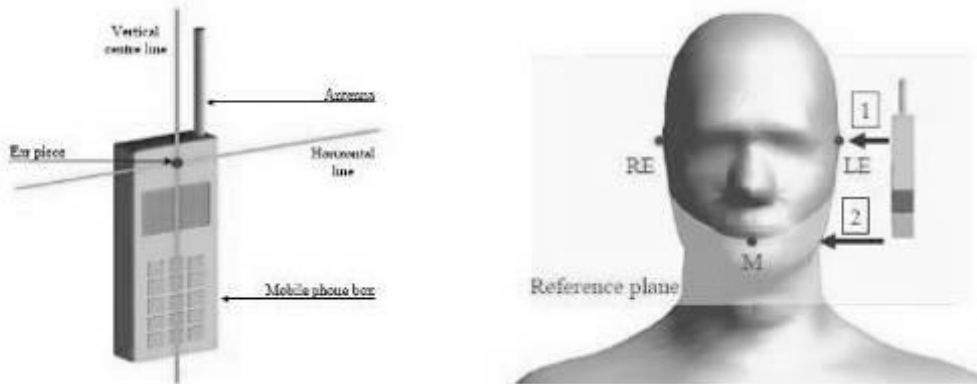 Vertical
centre line
Antenna
Ear piece
Horizontal
line
Mobile phone box
1
RE
LE
2
M
Reference plane